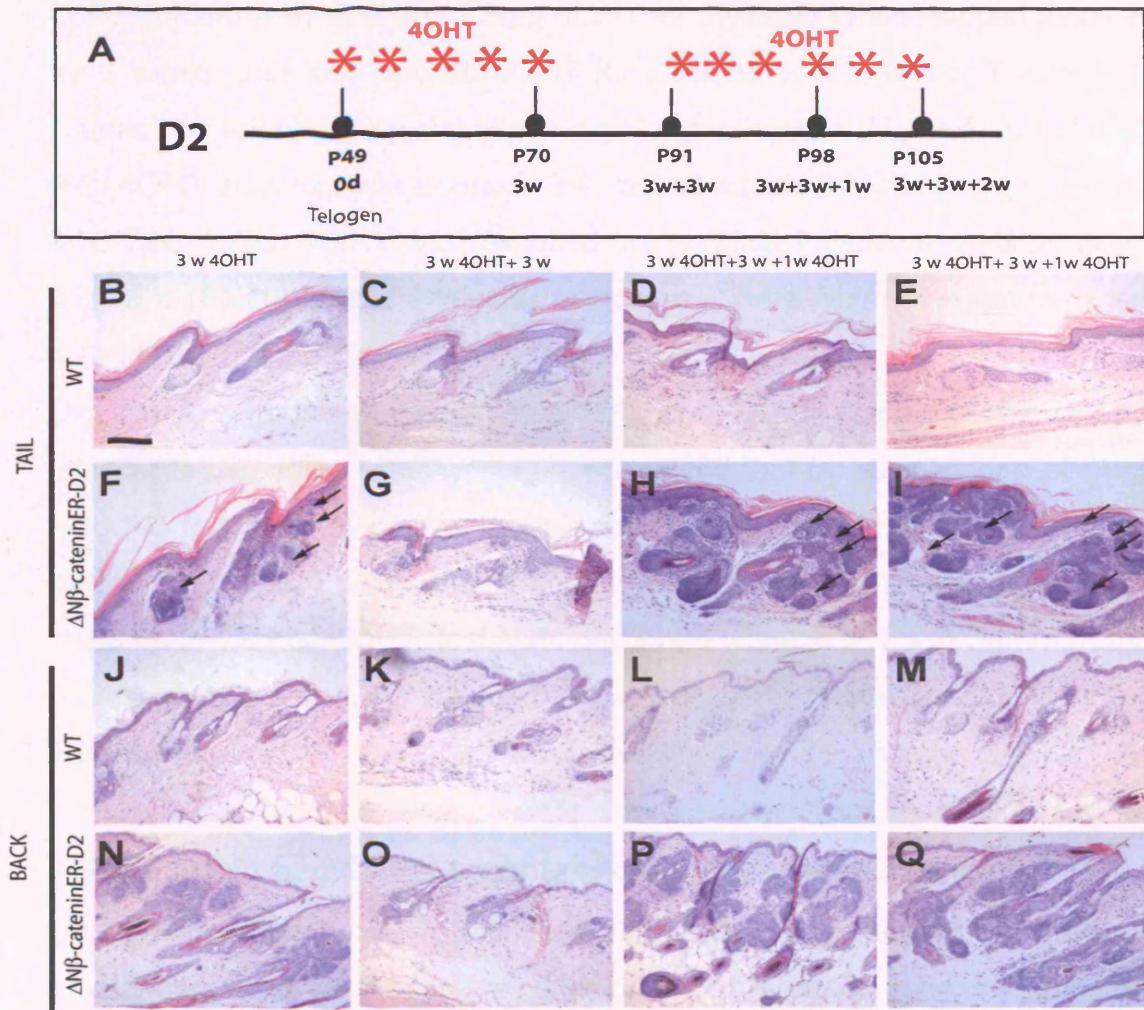 A
4OHT 4OHT
D2
P49 P70 P91 P98 P105
0d 3w 3w+3w 3w+3w+1w 3w+3w+2w
Telogen
3 w 4OHT 3 w 4OHT+ 3 w 3 w 4OHT+3 w +1w 4OHT 3 w 4OHT+ 3 w +1w 4OHT
TAIL
WT
B C D E
ΔNβ-cateninER-D2
F G H I
BACK
WT
J K L M
ΔNβ-cateninER-D2
N O P Q